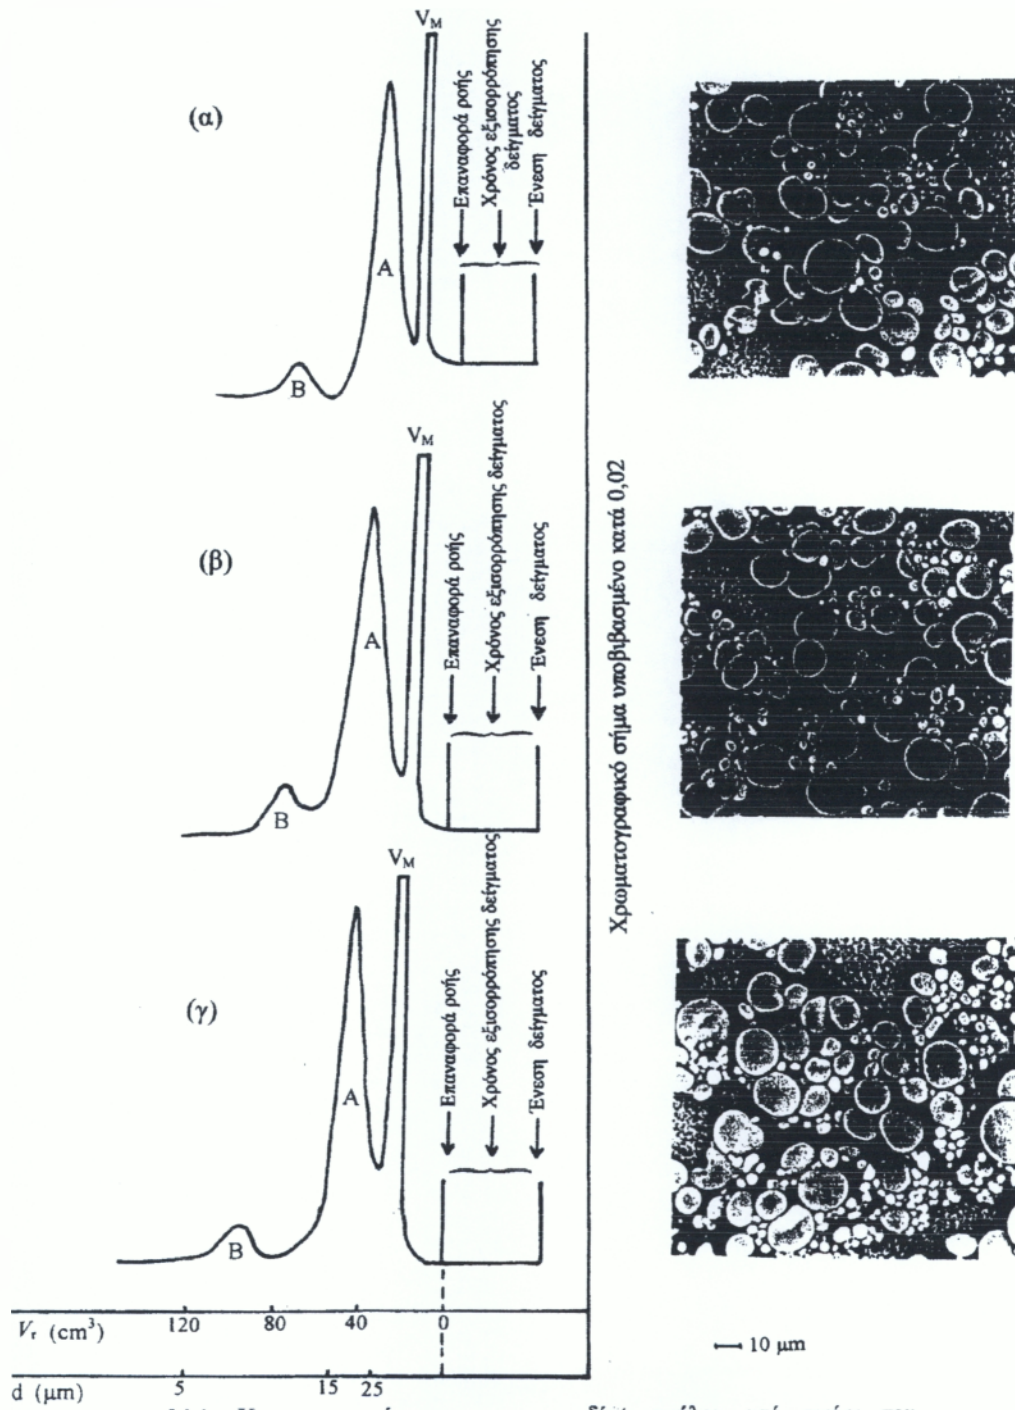 V_M
(α)
Επαναφορά ροής
Χρόνος εξισορρόπησης
δείγματος
Ένεση δείγματος
A
B
V_M
(β)
Επαναφορά ροής
Χρόνος εξισορρόπησης δείγματος
Ένεση δείγματος
A
B
Χρωματογραφικό σήμα υποβιβασμένο κατά 0,02
V_M
(γ)
Επαναφορά ροής
Χρόνος εξισορρόπησης δείγματος
Ένεση δείγματος
A
B
V_r (cm³) 120 80 40 0
10 μm
d (μm) 5 15 25